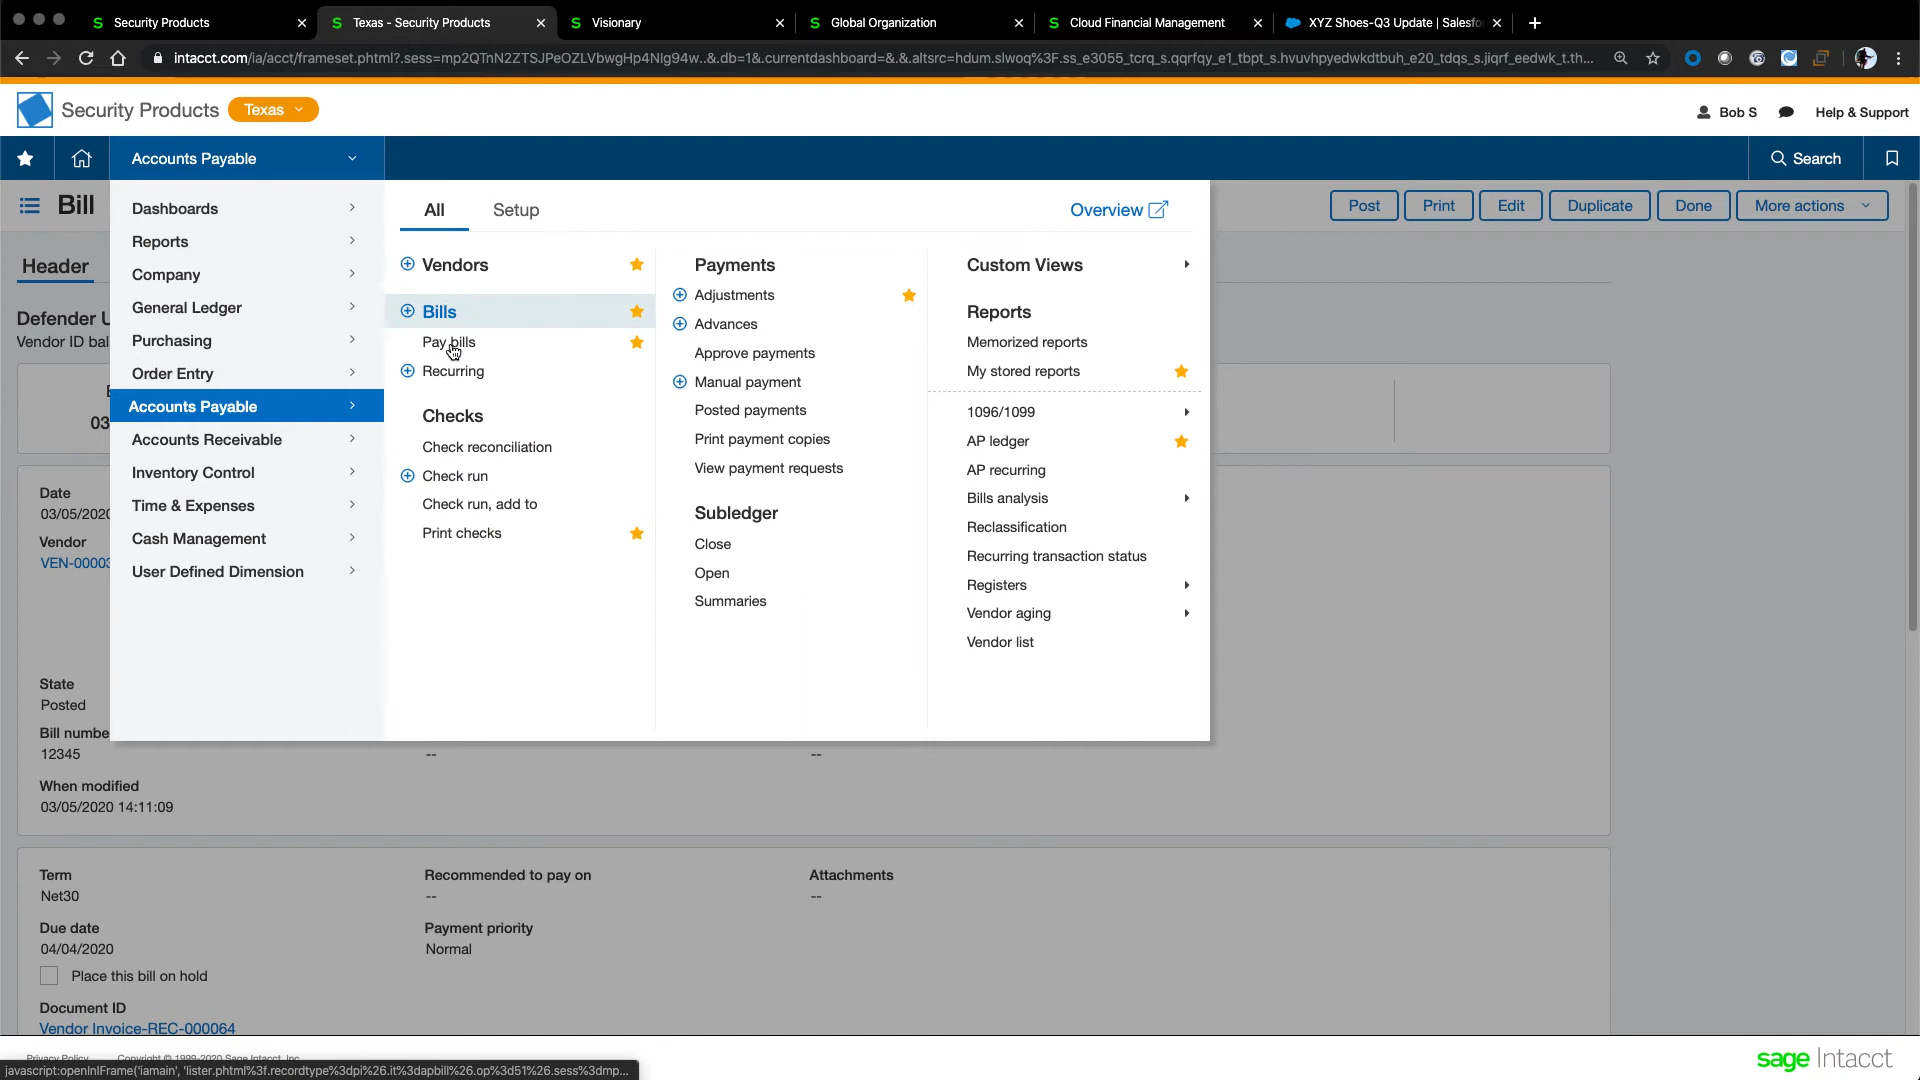 Security Products
Texas - Security Products
Visionary
Global Organization
Cloud Financial Management
XYZ Shoes-Q3 Update | Salesfo
intacct.com/ia/acct/frameset.phtml?.sess=mp2QTnN2ZTSJPeOZLVbwgHp4Nlg94w..&.db=1&.currentdashboard=&.&.altsrc=hdum.slwoq%3F.ss_e3055_tcrq_s.qqrfqy_e1_tbpt_s.hvuvhpyedwkdtbuh_e20_tdqs_s.jiqrf_eedwk_t.th...
Security Products
Texas
Bob S
Help & Support
Accounts Payable
Search
Bill
Post
Print
Edit
Duplicate
Done
More actions
Header
Defender U
Vendor ID bal
03
Date
03/05/2020
Vendor
VEN-00003
State
Posted
Bill numbe
12345
--
--
When modified
03/05/2020 14:11:09
Dashboards
Reports
Company
General Ledger
Purchasing
Order Entry
Accounts Payable
Accounts Receivable
Inventory Control
Time & Expenses
Cash Management
User Defined Dimension
All
Setup
Overview
Vendors
Bills
Pay bills
Recurring
Checks
Check reconciliation
Check run
Check run, add to
Print checks
Payments
Adjustments
Advances
Approve payments
Manual payment
Posted payments
Print payment copies
View payment requests
Subledger
Close
Open
Summaries
Custom Views
Reports
Memorized reports
My stored reports
1096/1099
AP ledger
AP recurring
Bills analysis
Reclassification
Recurring transaction status
Registers
Vendor aging
Vendor list
Term
Net30
Recommended to pay on
--
Attachments
--
Due date
04/04/2020
Payment priority
Normal
Place this bill on hold
Document ID
Vendor Invoice-REC-000064
Privacy Policy
Copyright © 1999-2020 Sage Intacct, Inc.
javascript:openInIFrame('iamain', 'lister.phtml%3f.recordtype%3dpi%26.it%3dapbill%26.op%3d51%26.sess%3dmp...
sage Intacct